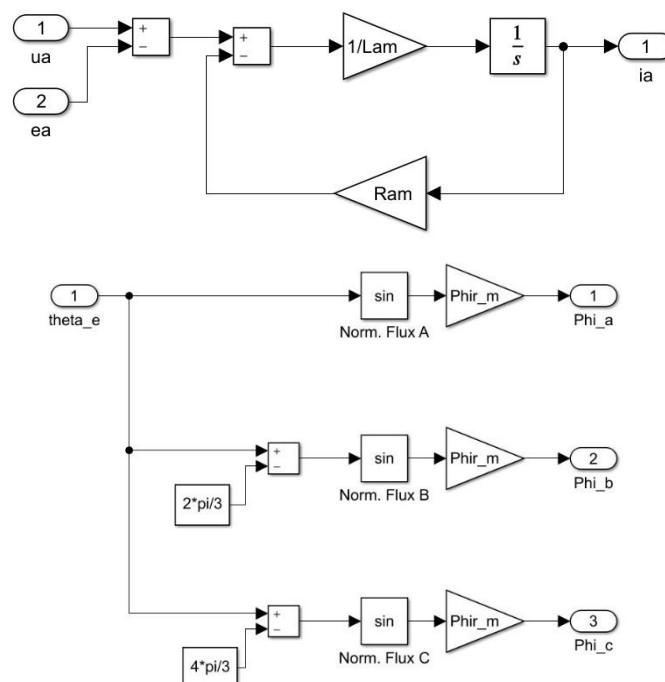 1
ua
+
−
+
−
1/Lam
1
s
1
ia
2
ea
Ram
1
theta_e
sin
Norm. Flux A
Phir_m
1
Phi_a
+
−
2*pi/3
sin
Norm. Flux B
Phir_m
2
Phi_b
+
−
4*pi/3
sin
Norm. Flux C
Phir_m
3
Phi_c